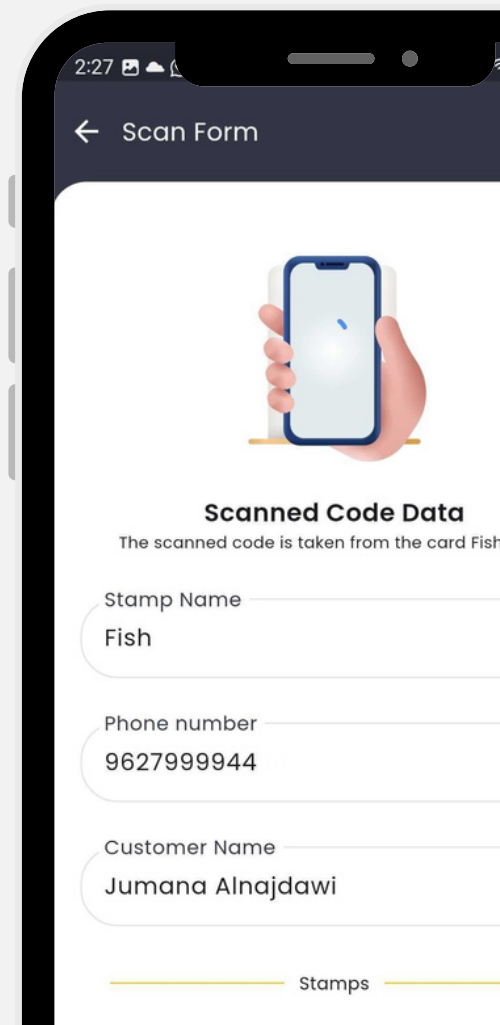 2:27
Scan Form
Scanned Code Data
The scanned code is taken from the card Fish
Stamp Name
Fish
Phone number
9627999944
Customer Name
Jumana Alnajdawi
Stamps